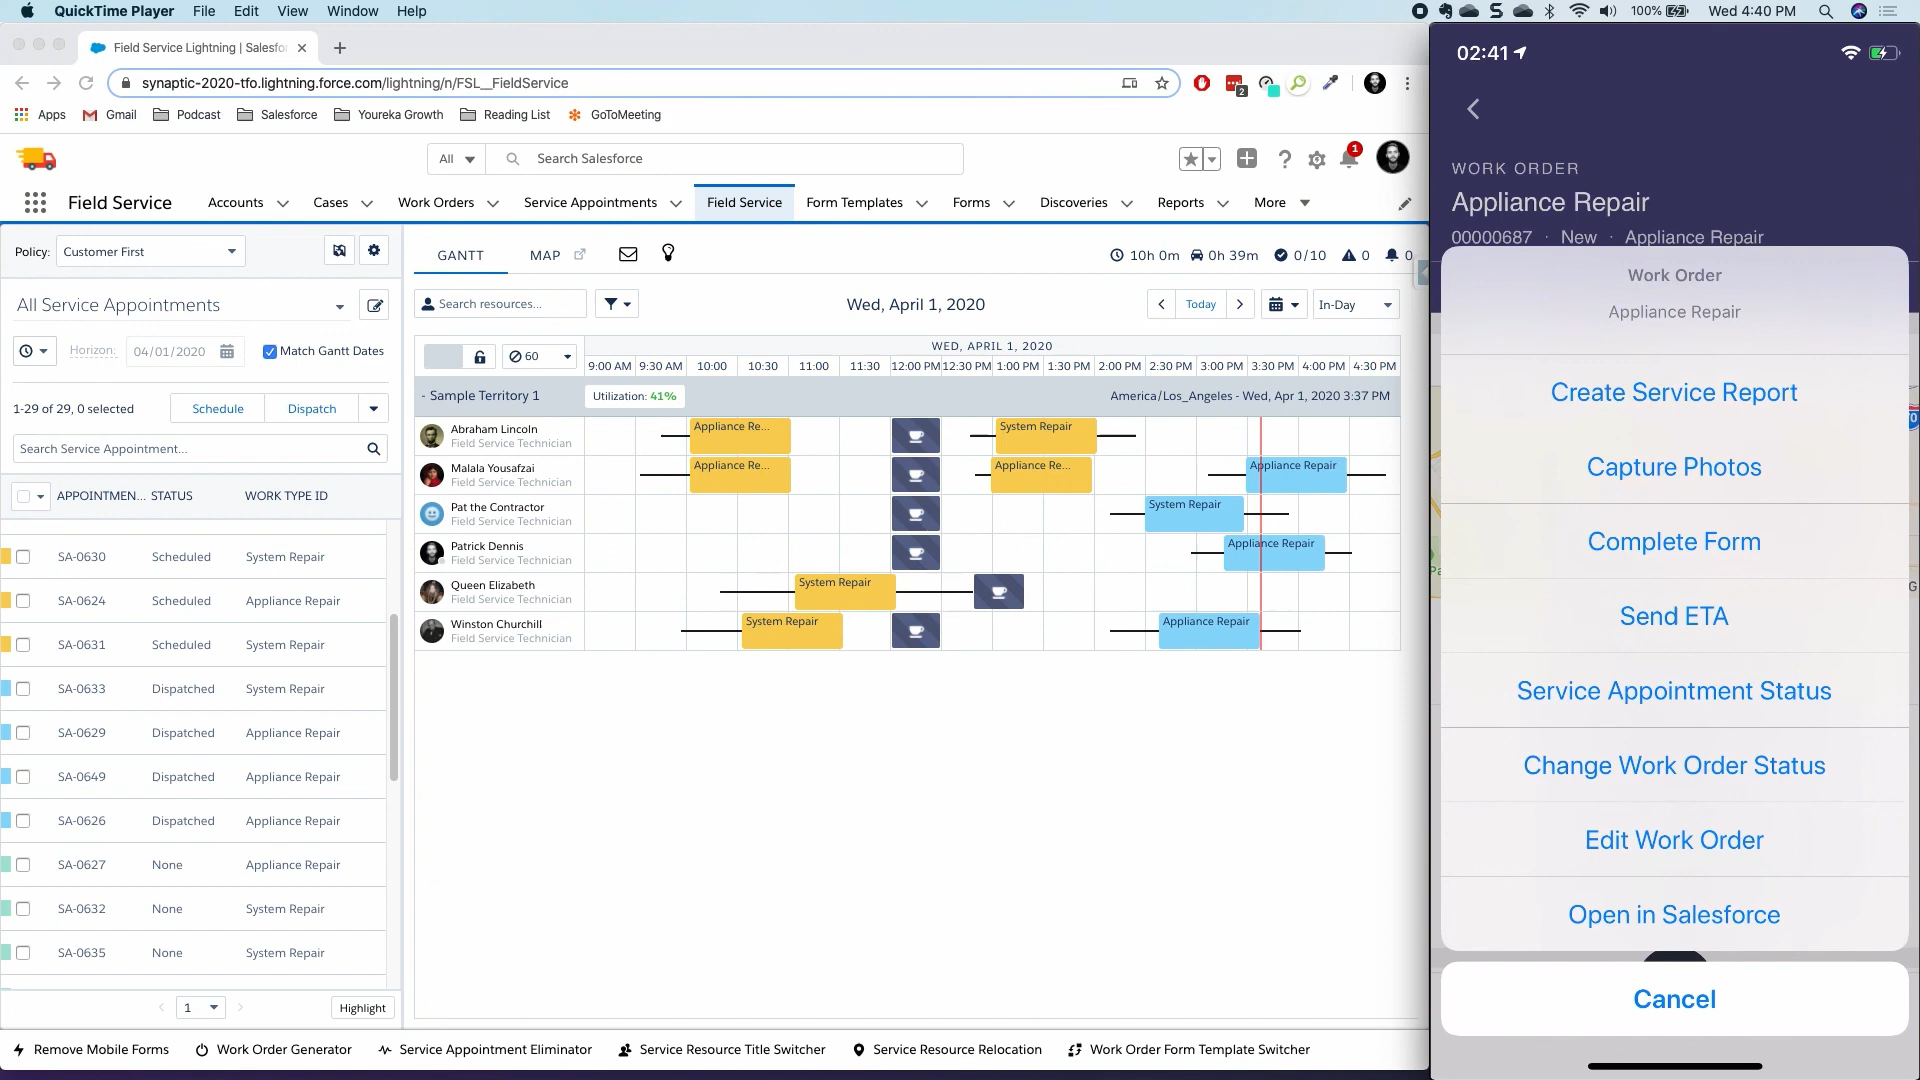 QuickTime Player File Edit View Window Help
100% Wed 4:40 PM
Field Service Lightning | Salesfo
synaptic-2020-tfo.lightning.force.com/lightning/n/FSL__FieldService
2
Apps Gmail Podcast Salesforce Youreka Growth Reading List GoToMeeting
All Search Salesforce
1
Field Service Accounts Cases Work Orders Service Appointments Field Service Form Templates Forms Discoveries Reports More
Policy: Customer First
All Service Appointments
Horizon: 04/01/2020 Match Gantt Dates
1-29 of 29, 0 selected Schedule Dispatch
Search Service Appointment...
APPOINTMEN... STATUS WORK TYPE ID
SA-0630 Scheduled System Repair
SA-0624 Scheduled Appliance Repair
SA-0631 Scheduled System Repair
SA-0633 Dispatched System Repair
SA-0629 Dispatched Appliance Repair
SA-0649 Dispatched Appliance Repair
SA-0626 Dispatched Appliance Repair
SA-0627 None Appliance Repair
SA-0632 None System Repair
SA-0635 None System Repair
1 Highlight
GANTT MAP 10h 0m 0h 39m 0/10 0 0
Search resources... Wed, April 1, 2020 Today In-Day
60 WED, APRIL 1, 2020
9:00 AM 9:30 AM 10:00 10:30 11:00 11:30 12:00 PM 12:30 PM 1:00 PM 1:30 PM 2:00 PM 2:30 PM 3:00 PM 3:30 PM 4:00 PM 4:30 PM
- Sample Territory 1 Utilization: 41% America/Los_Angeles - Wed, Apr 1, 2020 3:37 PM
Abraham Lincoln Appliance Re... System Repair
Field Service Technician
Malala Yousafzai Appliance Re... Appliance Re... Appliance Repair
Field Service Technician
Pat the Contractor System Repair
Field Service Technician
Patrick Dennis Appliance Repair
Field Service Technician
Queen Elizabeth System Repair
Field Service Technician
Winston Churchill System Repair Appliance Repair
Field Service Technician
Remove Mobile Forms Work Order Generator Service Appointment Eliminator Service Resource Title Switcher Service Resource Relocation Work Order Form Template Switcher
02:41
WORK ORDER
Appliance Repair
00000687 · New · Appliance Repair
Work Order
Appliance Repair
Create Service Report
Capture Photos
Complete Form
Send ETA
Service Appointment Status
Change Work Order Status
Edit Work Order
Open in Salesforce
Cancel